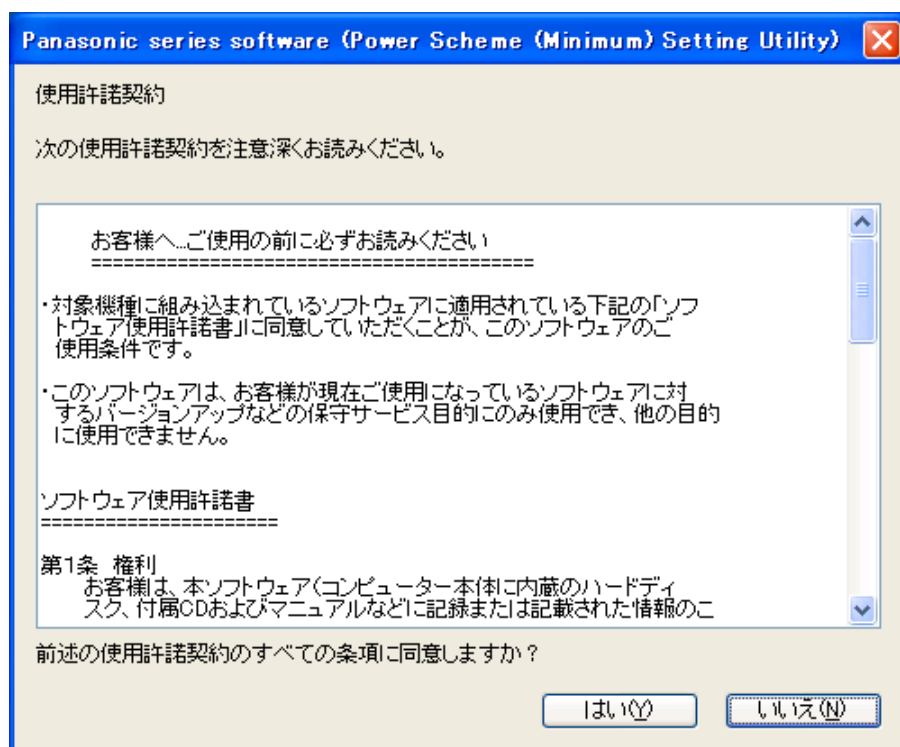 Panasonic series software (Power Scheme (Minimum) Setting Utility)
使用許諾契約
次の使用許諾契約を注意深くお読みください。
お客様へ…ご使用の前に必ずお読みください
=========================================
・対象機種に組み込まれているソフトウェアに適用されている下記の「ソフ
トウェア使用許諾書」に同意していただくことが、このソフトウェアのご
使用条件です。
・このソフトウェアは、お客様が現在ご使用になっているソフトウェアに対
するバージョンアップなどの保守サービス目的にのみ使用でき、他の目的
に使用できません。
ソフトウェア使用許諾書
======================
第1条 権利
お客様は、本ソフトウェア(コンピューター本体に内蔵のハードディ
スク、付属CDおよびマニュアルなどに記録または記載された情報のこ
前述の使用許諾契約のすべての条項に同意しますか?
はい(Y)
いいえ(N)